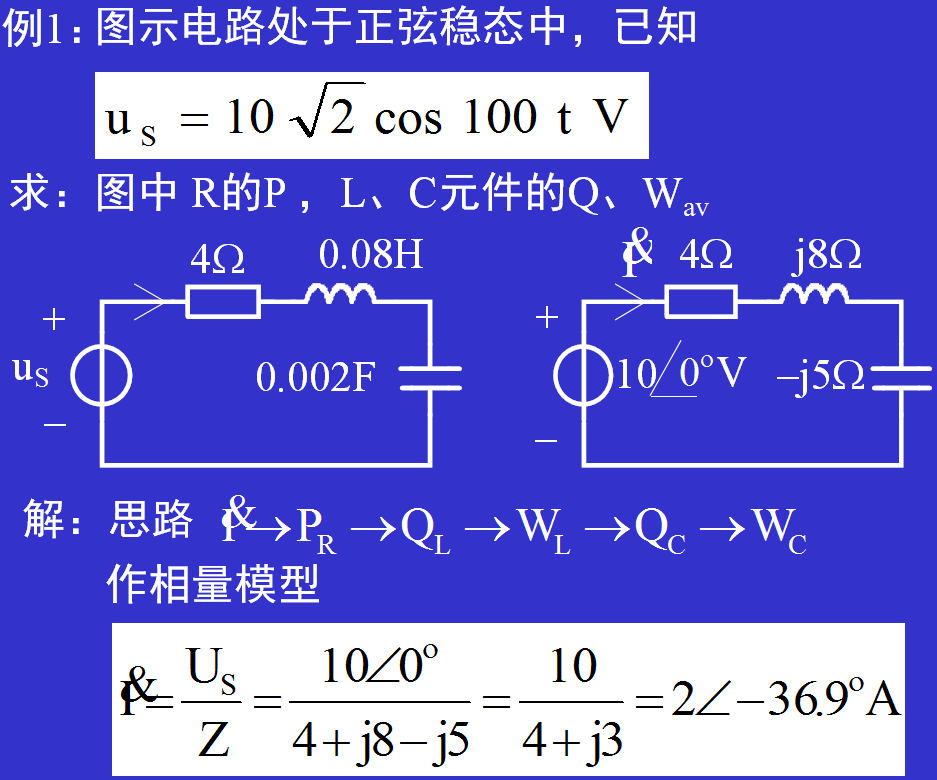 例1：图示电路处于正弦稳态中，已知
u_S = 10 √2 cos 100 t V
求：图中 R的P ，L、C元件的Q、W_av
4Ω 0.08H
+
u_S
0.002F
−
I& 4Ω j8Ω
+
10∠0°V
−j5Ω
−
解：思路 I& → P_R → Q_L → W_L → Q_C → W_C
作相量模型
I& = U_S / Z = 10∠0° / (4 + j8 − j5) = 10 / (4 + j3) = 2∠−36.9°A